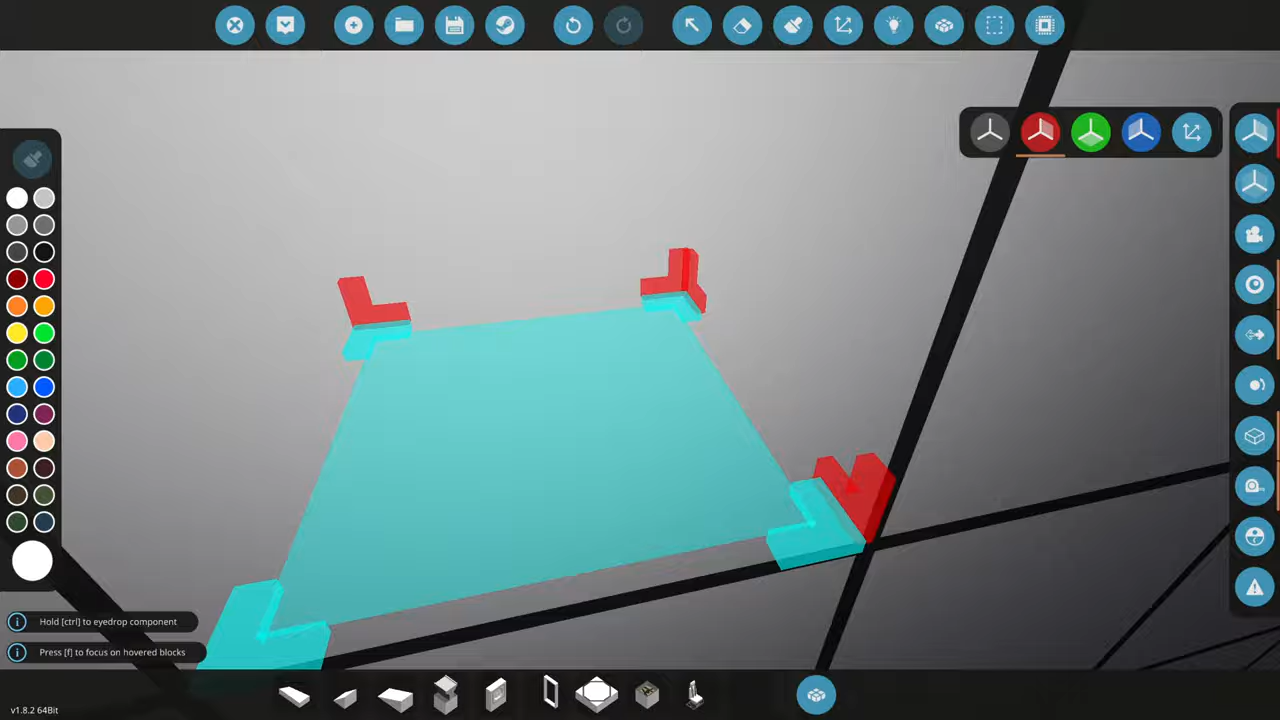 Hold [ctrl] to eyedrop component
Press [f] to focus on hovered blocks
v1.8.2 64Bit